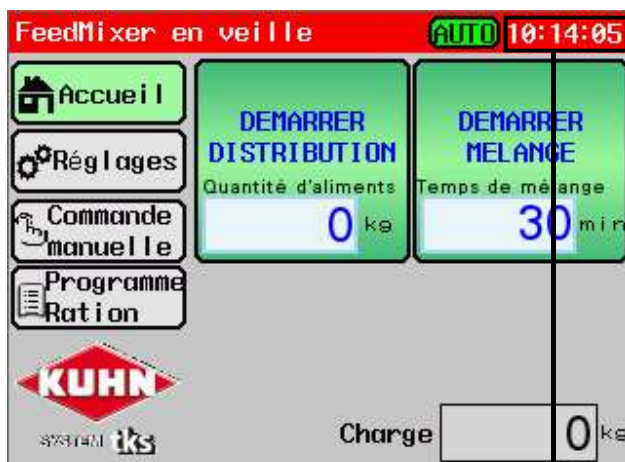 FeedMixer en veille AUTO 10:14:05
Accueil
Réglages
Commande
manuelle
Programme
Ration
DEMARRER
DISTRIBUTION
Quantité d'aliments
0 kg
DEMARRER
MELANGE
Temps de mélange
30 min
KUHN
SYSTEM tks
Charge 0 kg